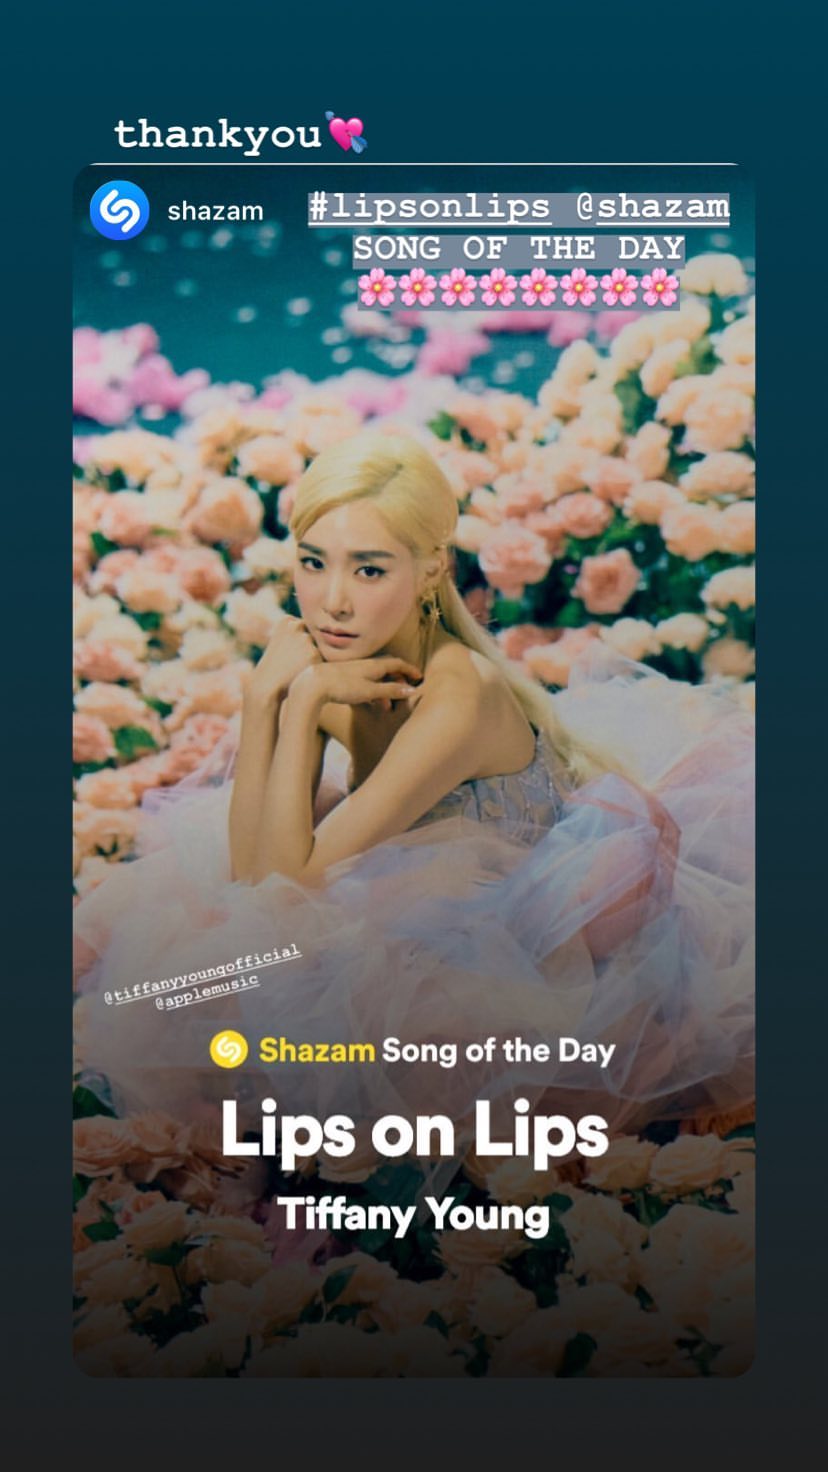 thankyou💘
shazam
#lipsonlips @shazam
SONG OF THE DAY
🌸🌸🌸🌸🌸🌸🌸🌸
@tiffanyyoungofficial
@applemusic
Shazam Song of the Day
Lips on Lips
Tiffany Young